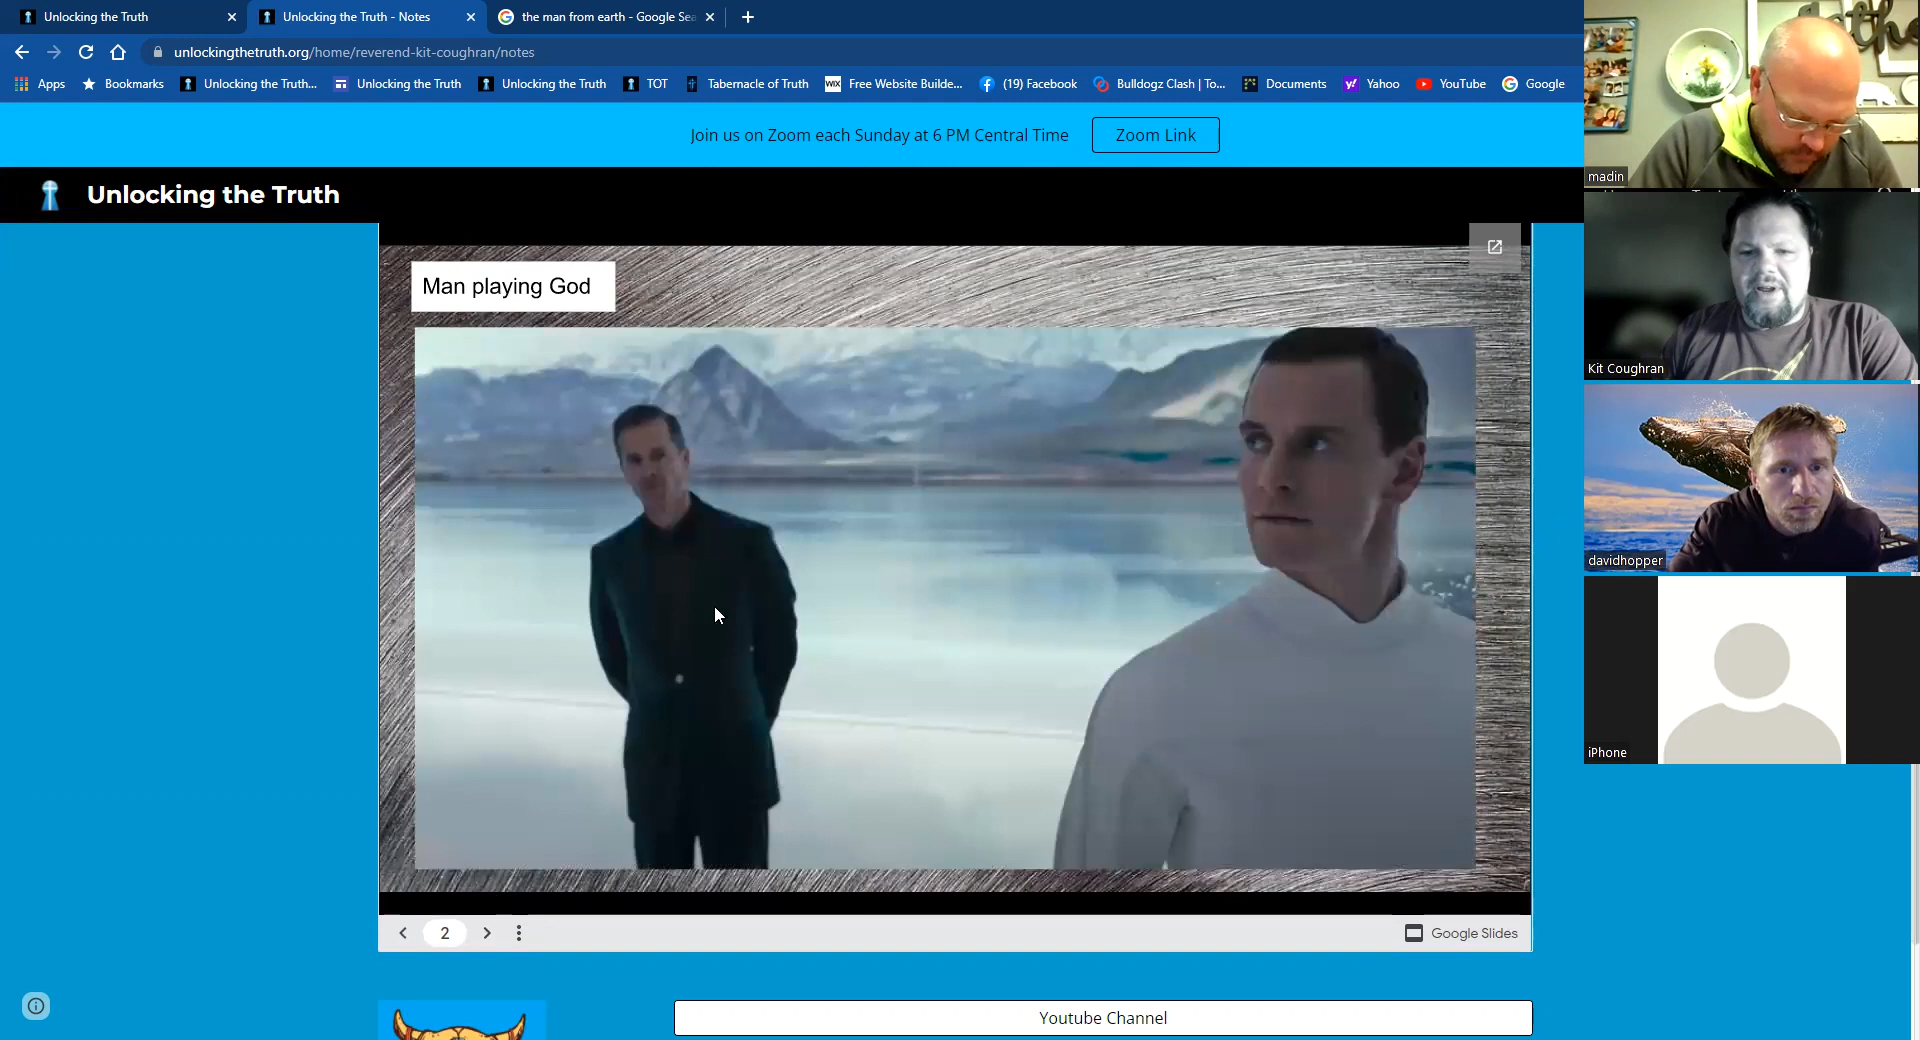 Unlocking the Truth
Unlocking the Truth - Notes
the man from earth - Google Sea
unlockingthetruth.org/home/reverend-kit-coughran/notes
Apps
Bookmarks
Unlocking the Truth...
Unlocking the Truth
Unlocking the Truth
TOT
Tabernacle of Truth
WIX
Free Website Builde...
(19) Facebook
Bulldogz Clash | To...
Documents
Yahoo
YouTube
Google
Join us on Zoom each Sunday at 6 PM Central Time
Zoom Link
Unlocking the Truth
Man playing God
madin
Kit Coughran
davidhopper
iPhone
2
Google Slides
Youtube Channel